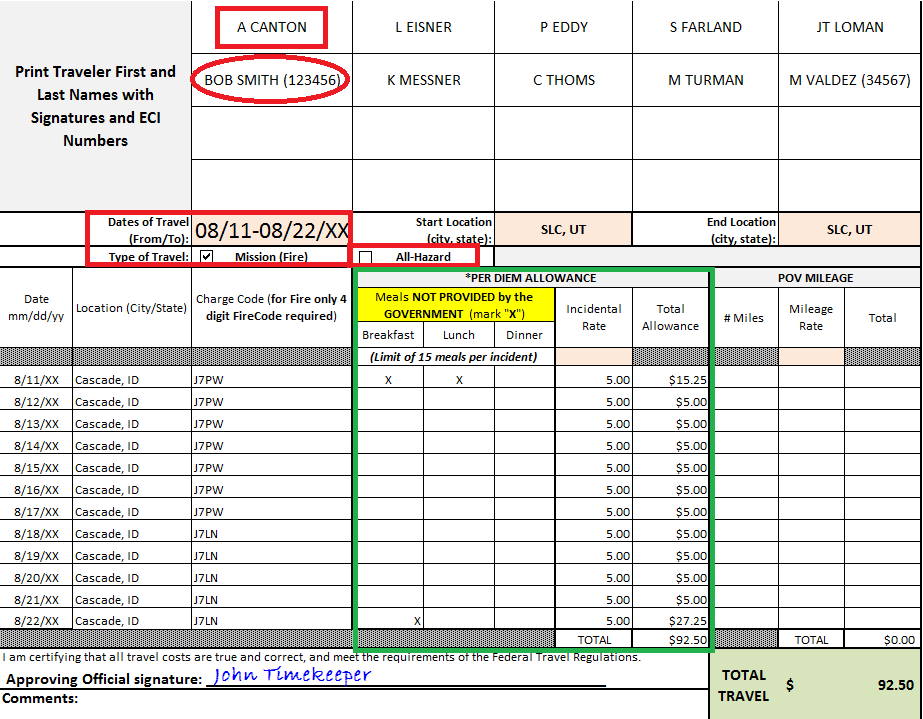 Print Traveler First and
Last Names with
Signatures and ECI
Numbers
A CANTON L EISNER P EDDY S FARLAND JT LOMAN
BOB SMITH (123456) K MESSNER C THOMS M TURMAN M VALDEZ (34567)
Dates of Travel
(From/To): 08/11-08/22/XX Start Location
(city, state): SLC, UT End Location
(city, state): SLC, UT
Type of Travel: Mission (Fire) All-Hazard
Date
mm/dd/yy
Location (City/State)
Charge Code (for Fire only 4
digit FireCode required)
*PER DIEM ALLOWANCE
Meals NOT PROVIDED by the
GOVERNMENT (mark "X")
Breakfast Lunch Dinner
Incidental
Rate
Total
Allowance
POV MILEAGE
# Miles
Mileage
Rate
Total
(Limit of 15 meals per incident)
8/11/XX Cascade, ID J7PW X X 5.00 $15.25
8/12/XX Cascade, ID J7PW 5.00 $5.00
8/13/XX Cascade, ID J7PW 5.00 $5.00
8/14/XX Cascade, ID J7PW 5.00 $5.00
8/15/XX Cascade, ID J7PW 5.00 $5.00
8/16/XX Cascade, ID J7PW 5.00 $5.00
8/17/XX Cascade, ID J7PW 5.00 $5.00
8/18/XX Cascade, ID J7LN 5.00 $5.00
8/19/XX Cascade, ID J7LN 5.00 $5.00
8/20/XX Cascade, ID J7LN 5.00 $5.00
8/21/XX Cascade, ID J7LN 5.00 $5.00
8/22/XX Cascade, ID J7LN X 5.00 $27.25
TOTAL $92.50 TOTAL $0.00
I am certifying that all travel costs are true and correct, and meet the requirements of the Federal Travel Regulations.
Approving Official signature: John Timekeeper
Comments:
TOTAL
TRAVEL $ 92.50